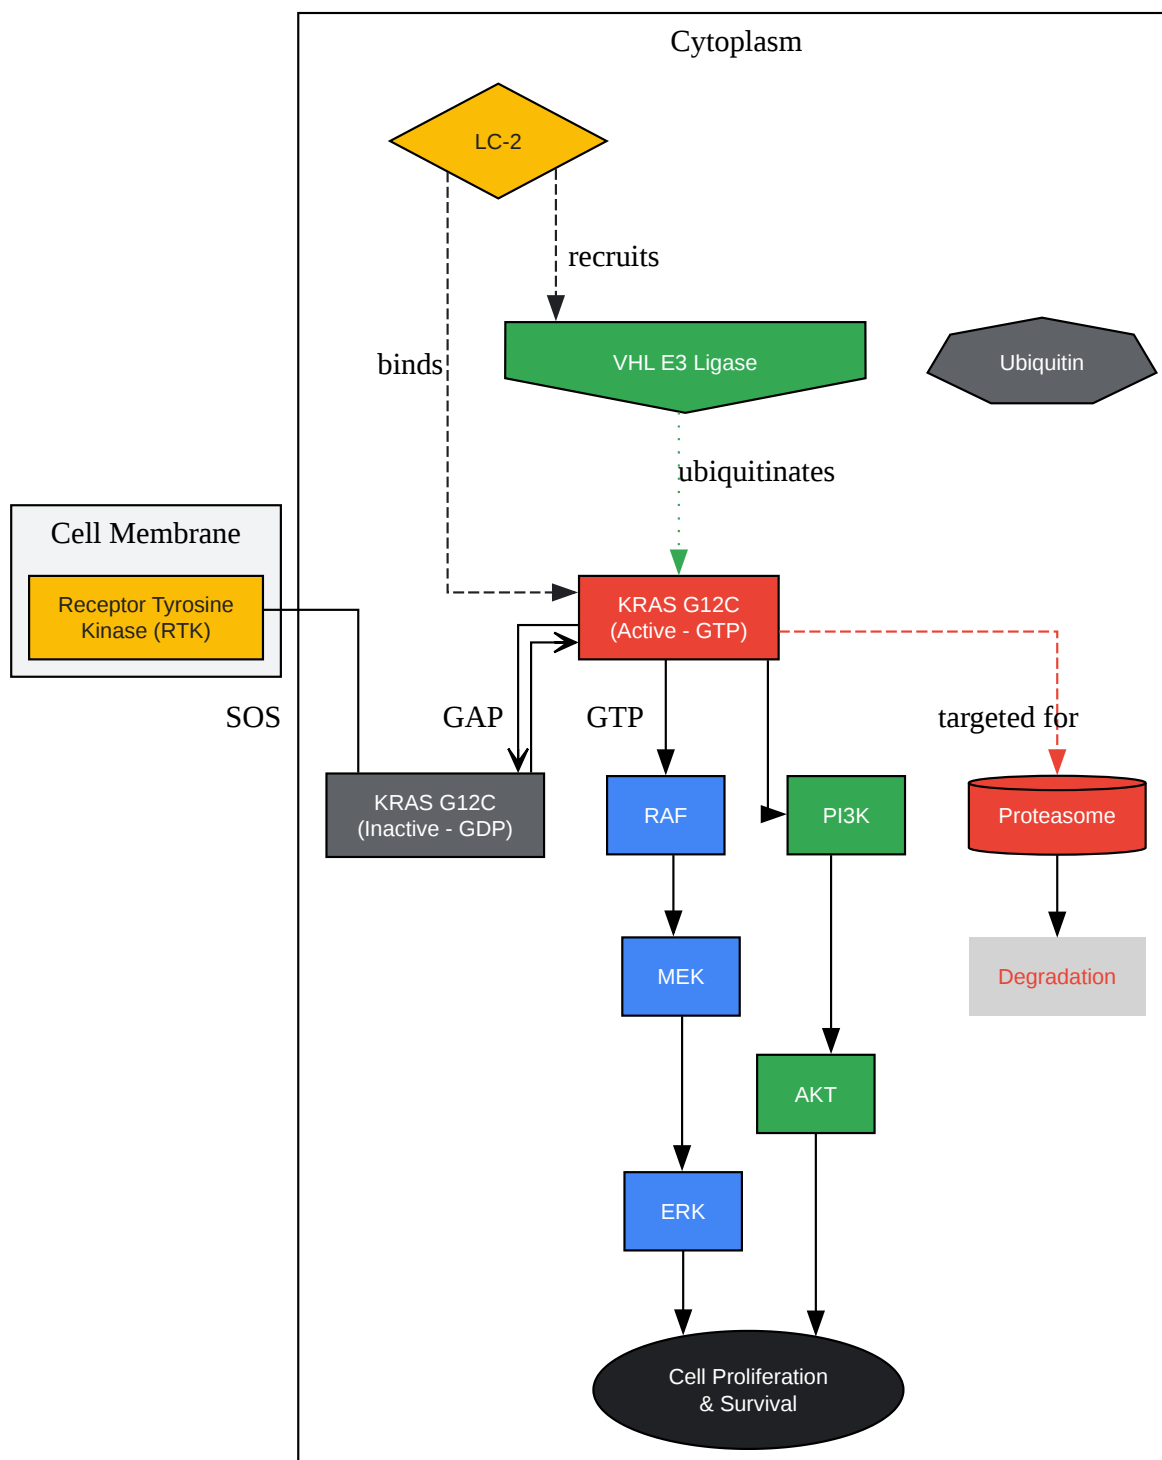 Cytoplasm
LC-2
recruits
binds
VHL E3 Ligase
Ubiquitin
ubiquitinates
Cell Membrane
Receptor Tyrosine
Kinase (RTK)
KRAS G12C
(Active - GTP)
SOS
GAP
GTP
targeted for
KRAS G12C
(Inactive - GDP)
RAF
PI3K
Proteasome
MEK
Degradation
AKT
ERK
Cell Proliferation
& Survival